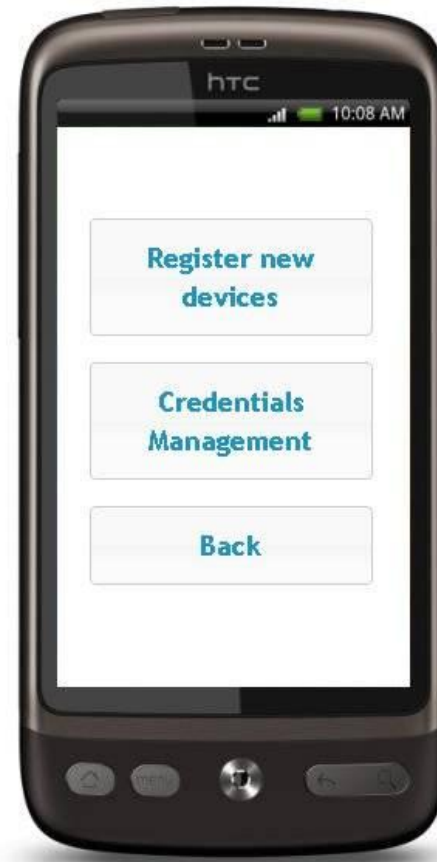 hTC
10:08 AM
Register new
devices
Credentials
Management
Back
menu